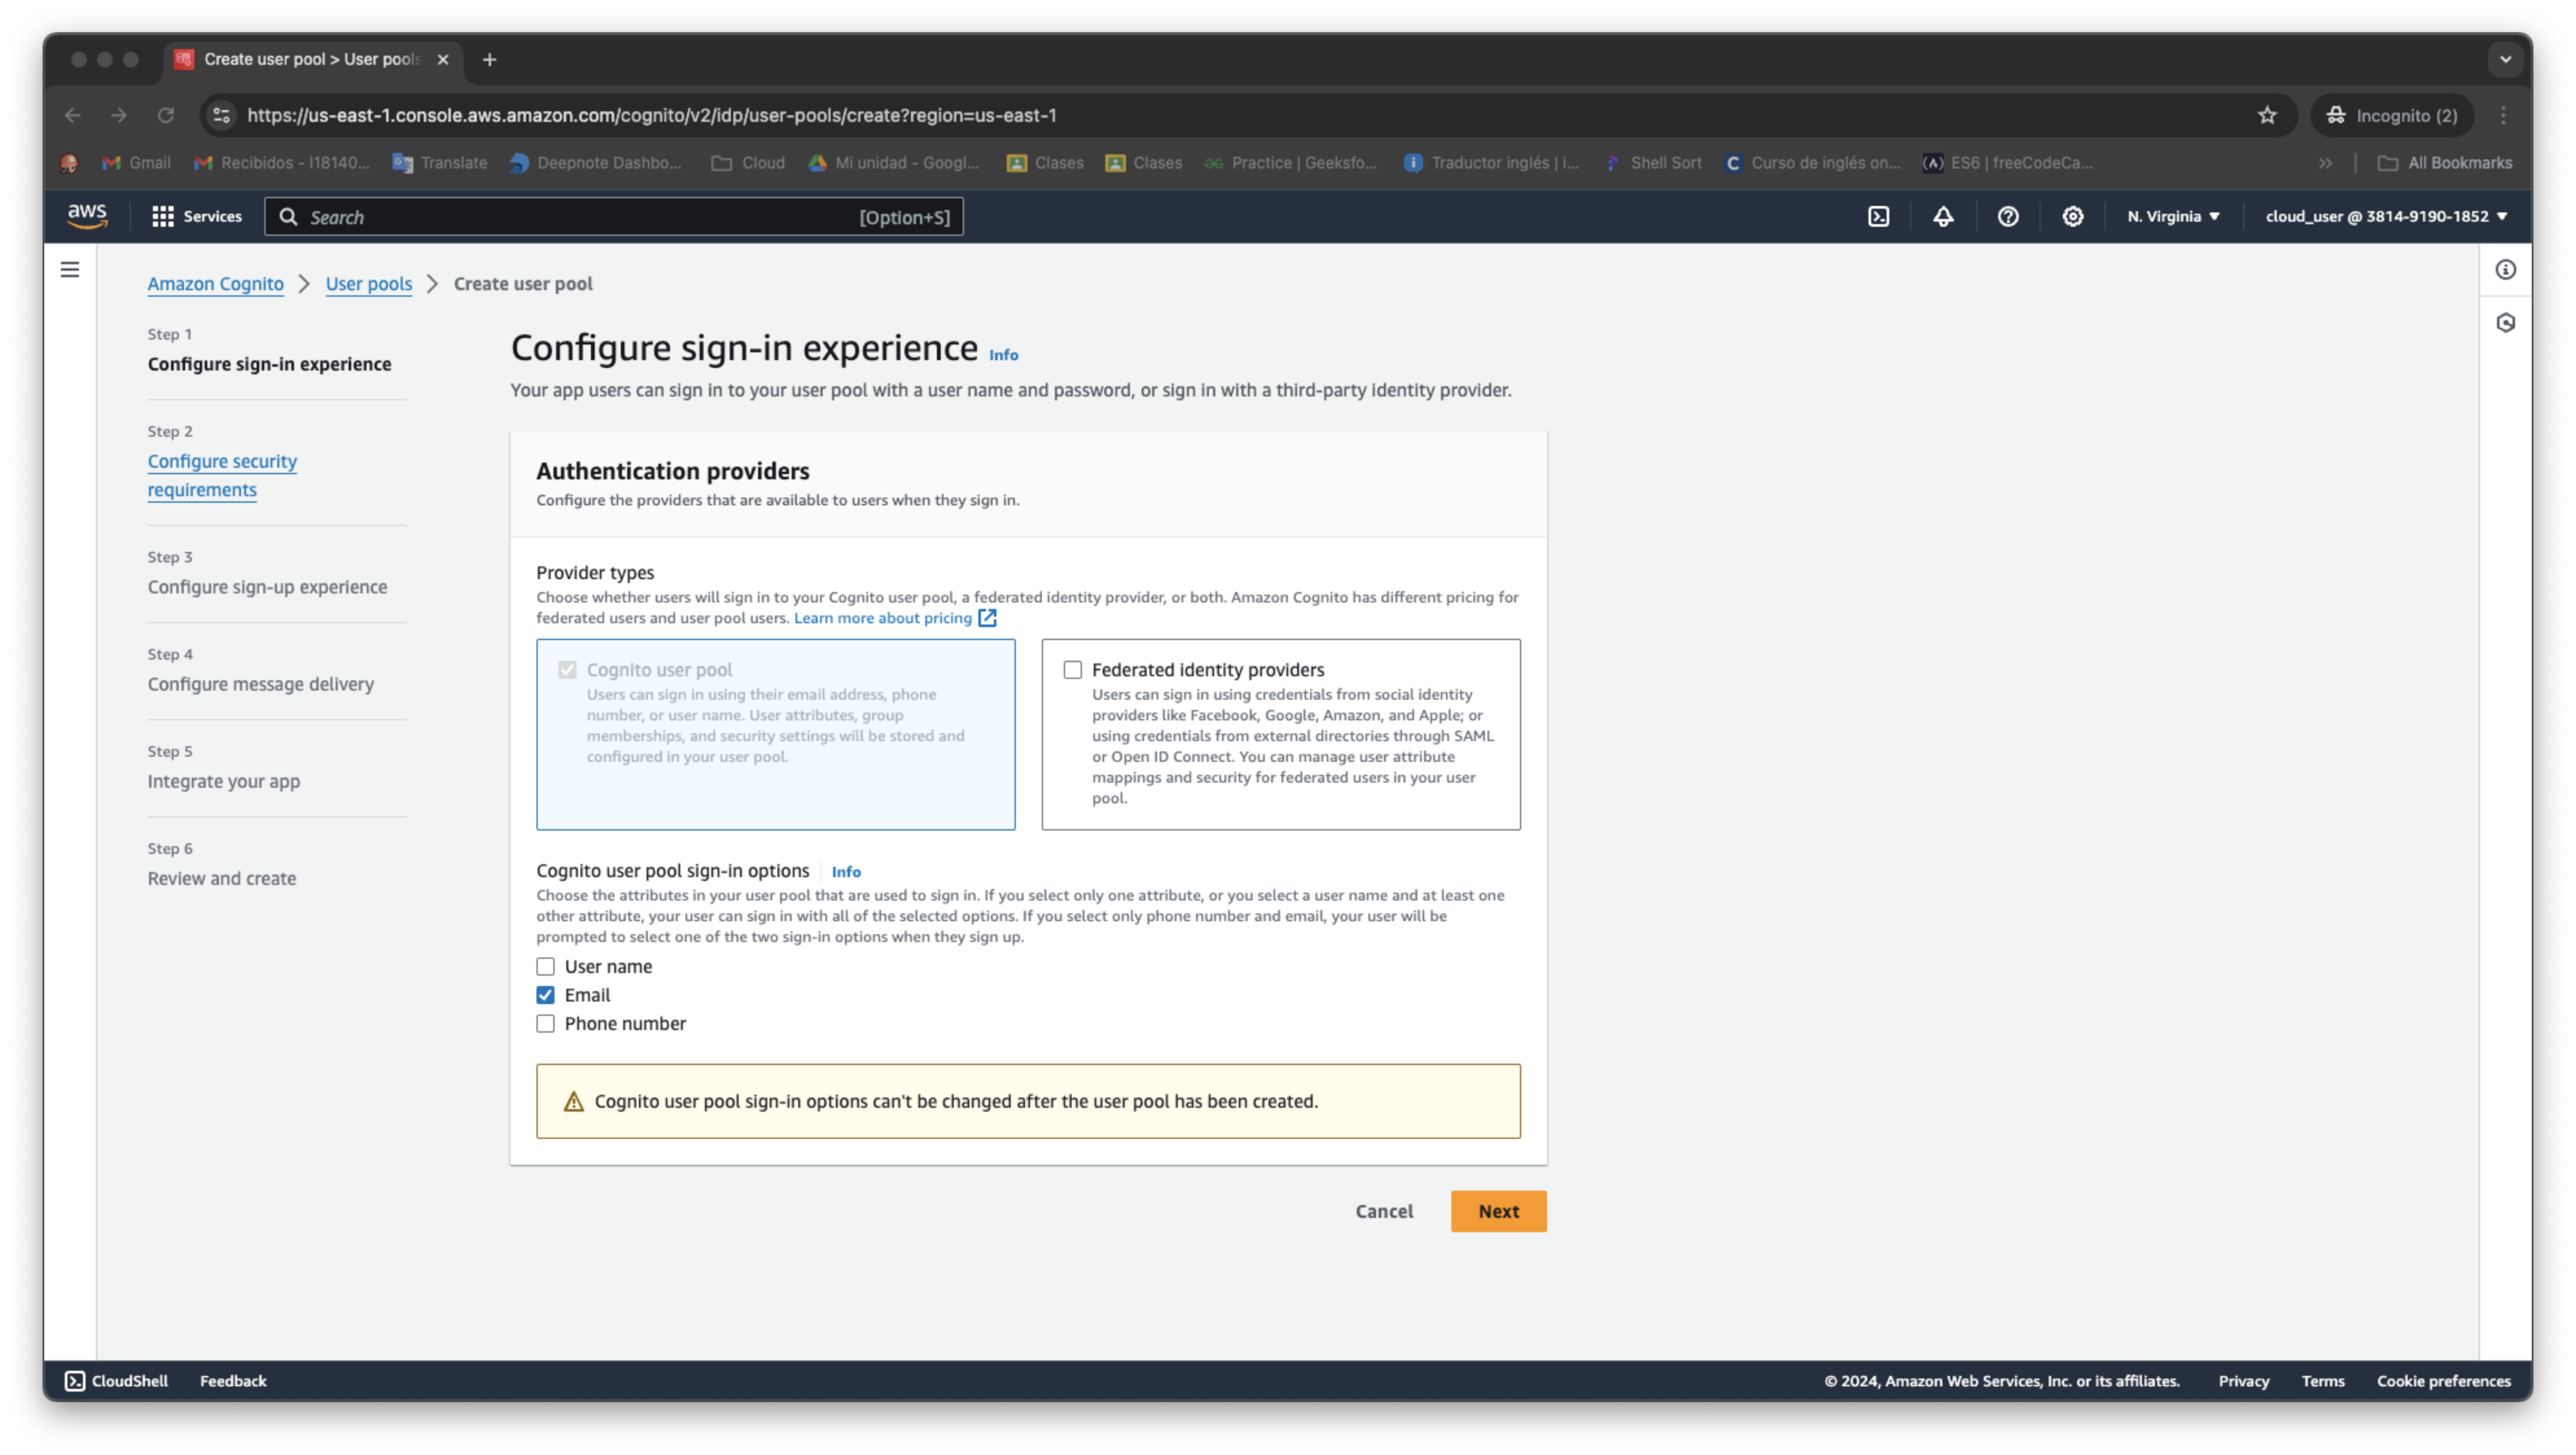 Create user pool > User pools
https://us-east-1.console.aws.amazon.com/cognito/v2/idp/user-pools/create?region=us-east-1
Incognito (2)
Gmail
Recibidos - l18140...
Translate
Deepnote Dashbo...
Cloud
Mi unidad - Googl...
Clases
Clases
Practice | Geeksfo...
Traductor inglés | i...
Shell Sort
Curso de inglés on...
ES6 | freeCodeCa...
All Bookmarks
aws
Services
Search
[Option+S]
N. Virginia
cloud_user @ 3814-9190-1852
Amazon Cognito > User pools > Create user pool
Step 1
Configure sign-in experience
Step 2
Configure security
requirements
Step 3
Configure sign-up experience
Step 4
Configure message delivery
Step 5
Integrate your app
Step 6
Review and create
Configure sign-in experience Info
Your app users can sign in to your user pool with a user name and password, or sign in with a third-party identity provider.
Authentication providers
Configure the providers that are available to users when they sign in.
Provider types
Choose whether users will sign in to your Cognito user pool, a federated identity provider, or both. Amazon Cognito has different pricing for
federated users and user pool users. Learn more about pricing
Cognito user pool
Users can sign in using their email address, phone
number, or user name. User attributes, group
memberships, and security settings will be stored and
configured in your user pool.
Federated identity providers
Users can sign in using credentials from social identity
providers like Facebook, Google, Amazon, and Apple; or
using credentials from external directories through SAML
or Open ID Connect. You can manage user attribute
mappings and security for federated users in your user
pool.
Cognito user pool sign-in options Info
Choose the attributes in your user pool that are used to sign in. If you select only one attribute, or you select a user name and at least one
other attribute, your user can sign in with all of the selected options. If you select only phone number and email, your user will be
prompted to select one of the two sign-in options when they sign up.
User name
Email
Phone number
Cognito user pool sign-in options can't be changed after the user pool has been created.
Cancel
Next
CloudShell
Feedback
© 2024, Amazon Web Services, Inc. or its affiliates.
Privacy
Terms
Cookie preferences